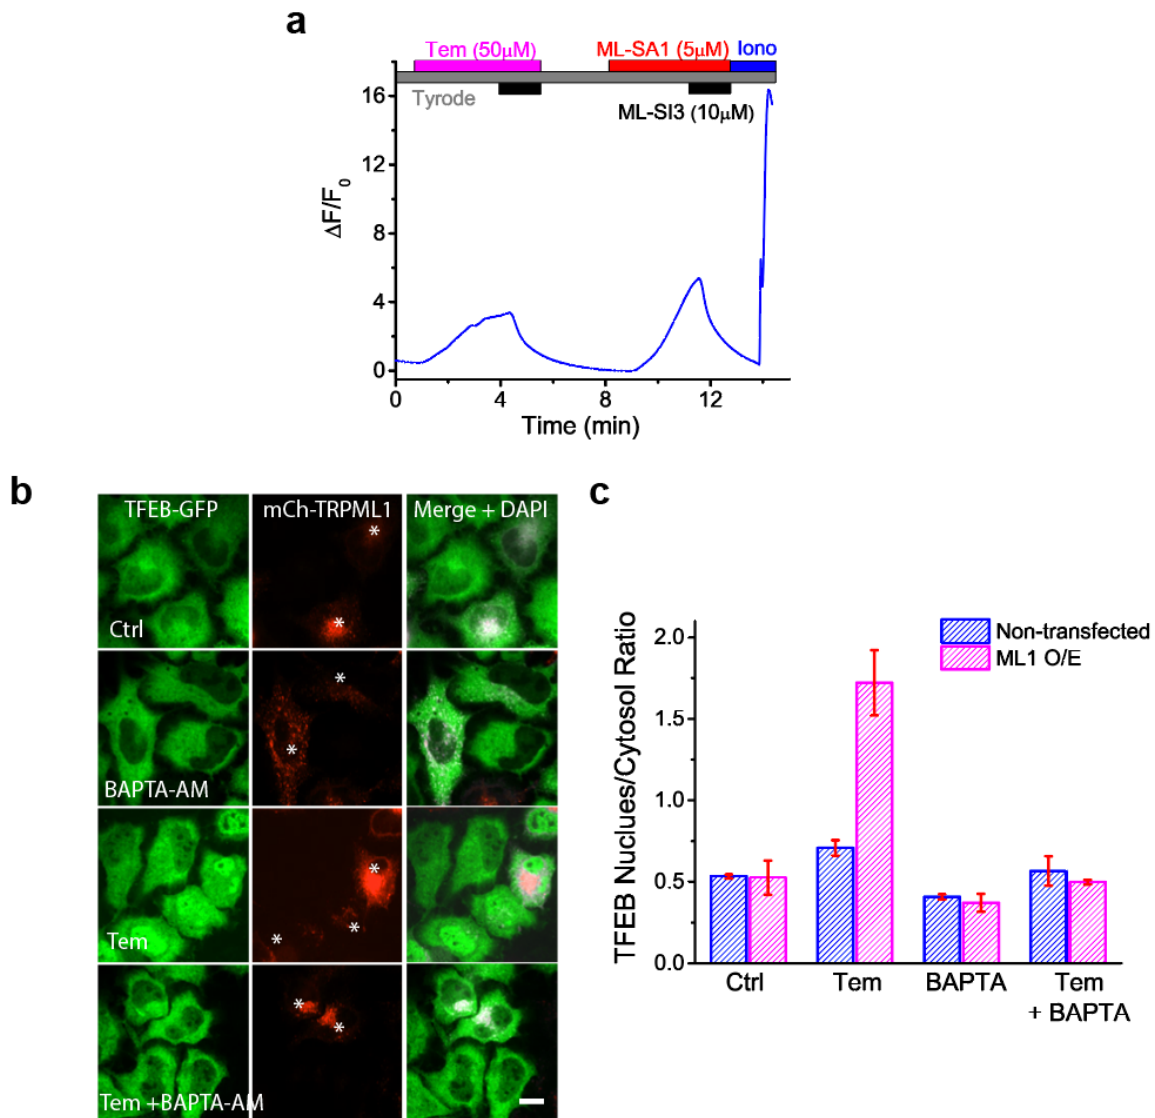 a
Tem (50μM)
ML-SA1 (5μM)
Iono
Tyrode
ML-SI3 (10μM)
16
12
8
4
0
ΔF/F0
0
4
8
12
Time (min)
b
TFEB-GFP
mCh-TRPML1
Merge + DAPI
*
*
Ctrl
*
*
BAPTA-AM
*
*
*
Tem
*
*
Tem +BAPTA-AM
c
Non-transfected
ML1 O/E
2.0
1.5
1.0
0.5
0.0
TFEB Nuclues/Cytosol Ratio
Ctrl
Tem
BAPTA
Tem
+ BAPTA